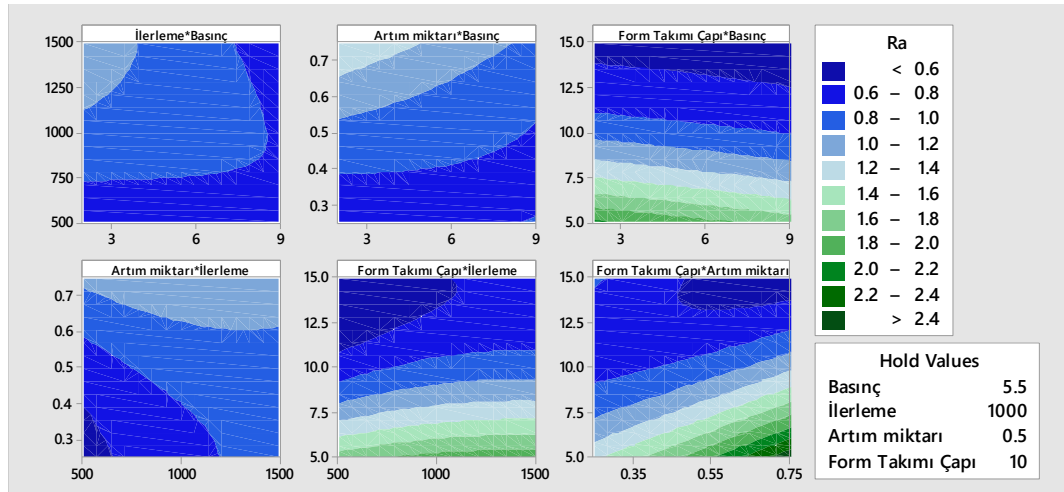 İlerleme*Basınç
1500
1250
1000
750
500
3 6 9
Artım miktarı*Basınç
0.7
0.6
0.5
0.4
0.3
3 6 9
Form Takımı Çapı*Basınç
15.0
12.5
10.0
7.5
5.0
3 6 9
Artım miktarı*İlerleme
0.7
0.6
0.5
0.4
0.3
500 1000 1500
Form Takımı Çapı*İlerleme
15.0
12.5
10.0
7.5
5.0
500 1000 1500
Form Takımı Çapı*Artım miktarı
15.0
12.5
10.0
7.5
5.0
0.35 0.55 0.75
Ra
< 0.6
0.6 – 0.8
0.8 – 1.0
1.0 – 1.2
1.2 – 1.4
1.4 – 1.6
1.6 – 1.8
1.8 – 2.0
2.0 – 2.2
2.2 – 2.4
> 2.4
Hold Values
Basınç 5.5
İlerleme 1000
Artım miktarı 0.5
Form Takımı Çapı 10